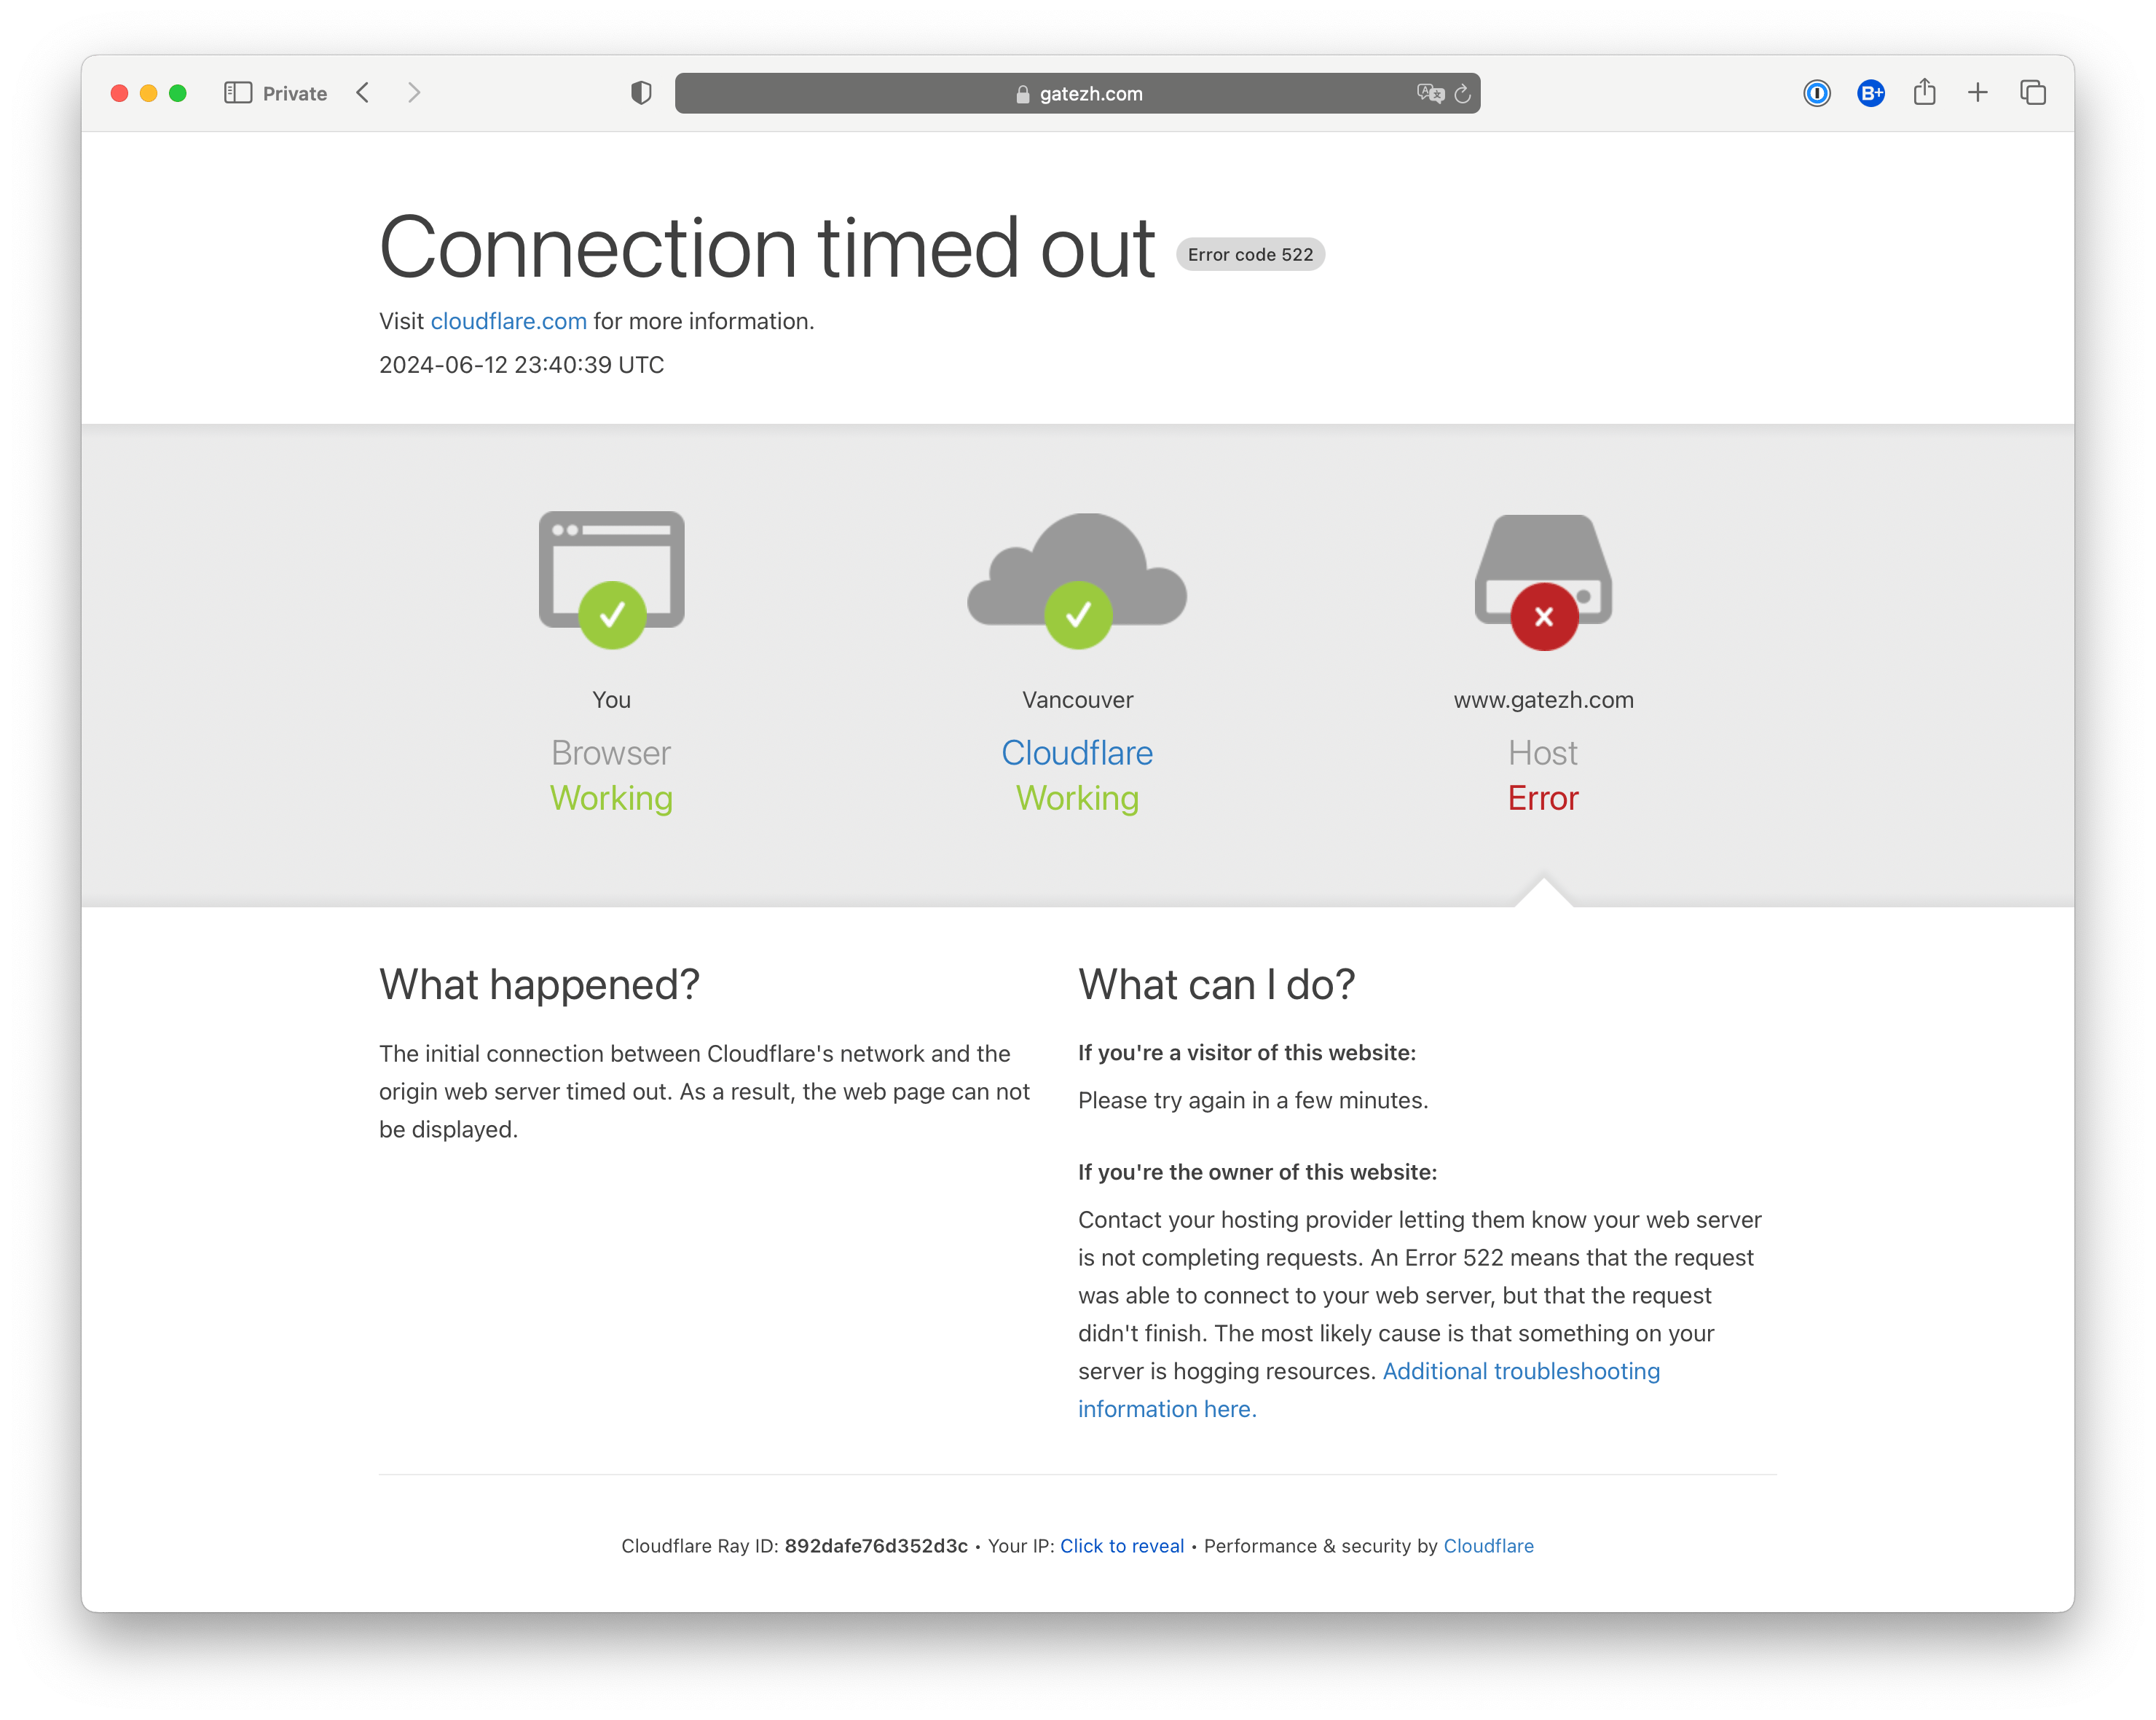 Private
gatezh.com
B+
Connection timed out Error code 522
Visit cloudflare.com for more information.
2024-06-12 23:40:39 UTC
You
Vancouver
www.gatezh.com
Browser
Cloudflare
Host
Working
Working
Error
What happened?
The initial connection between Cloudflare's network and the
origin web server timed out. As a result, the web page can not
be displayed.
What can I do?
If you're a visitor of this website:
Please try again in a few minutes.
If you're the owner of this website:
Contact your hosting provider letting them know your web server
is not completing requests. An Error 522 means that the request
was able to connect to your web server, but that the request
didn't finish. The most likely cause is that something on your
server is hogging resources. Additional troubleshooting
information here.
Cloudflare Ray ID: 892dafe76d352d3c • Your IP: Click to reveal • Performance & security by Cloudflare